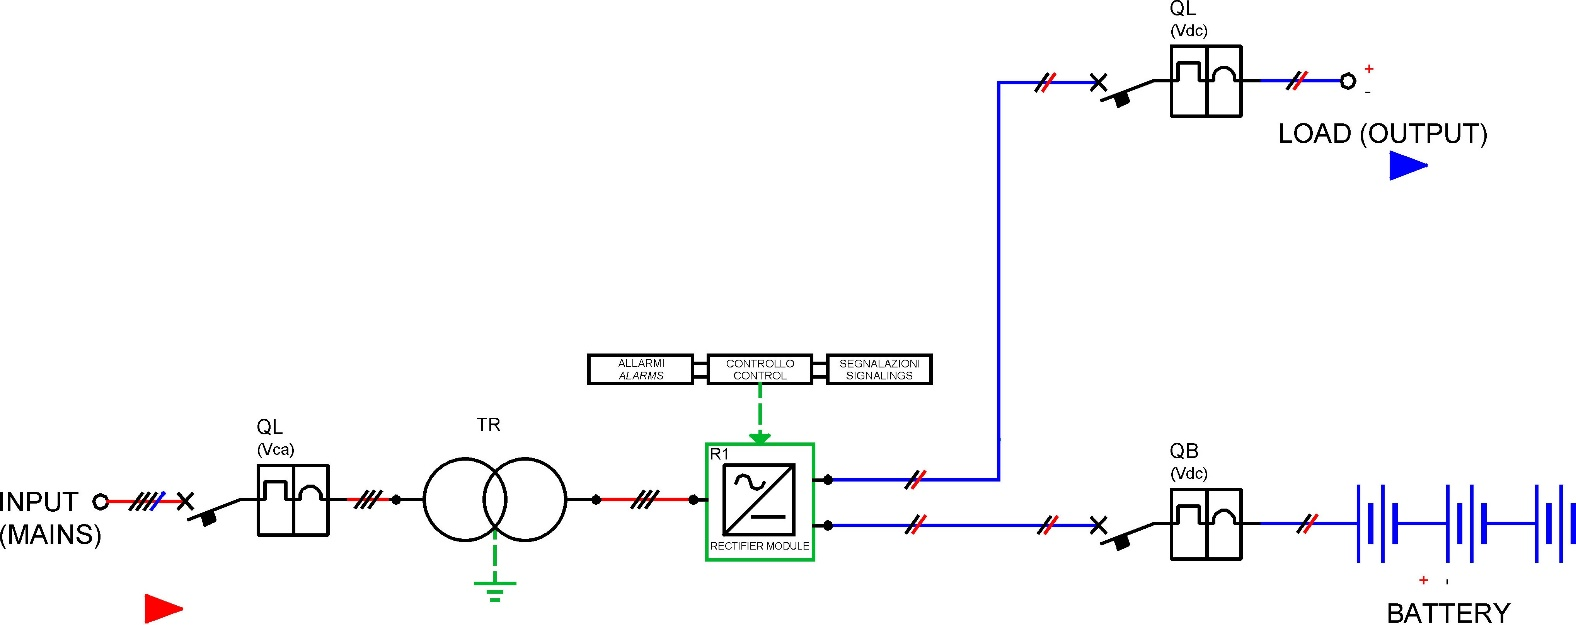 QL
(Vdc)
+
-
LOAD (OUTPUT)
ALLARMI
ALARMS
CONTROLLO
CONTROL
SEGNALAZIONI
SIGNALINGS
QL
(Vca)
TR
R1
RECTIFIER MODULE
QB
(Vdc)
INPUT
(MAINS)
+ -
BATTERY